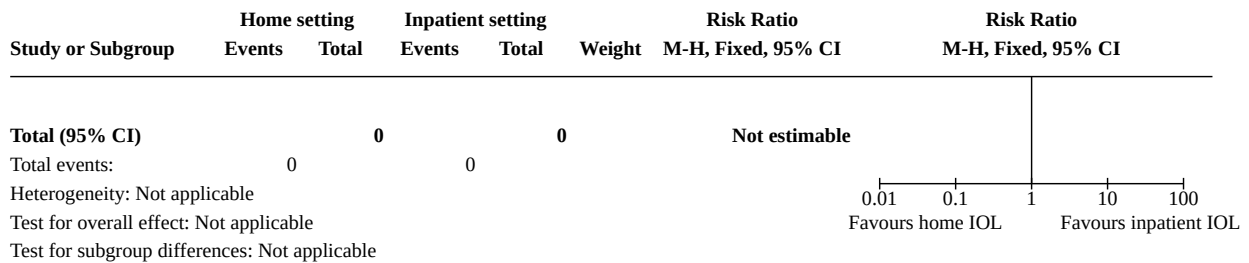 Home setting Inpatient setting Risk Ratio Risk Ratio
Study or Subgroup Events Total Events Total Weight M-H, Fixed, 95% CI M-H, Fixed, 95% CI
Total (95% CI) 0 0 Not estimable
Total events: 0 0
Heterogeneity: Not applicable
0.01 0.1 1 10 100
Test for overall effect: Not applicable
Favours home IOL Favours inpatient IOL
Test for subgroup differences: Not applicable